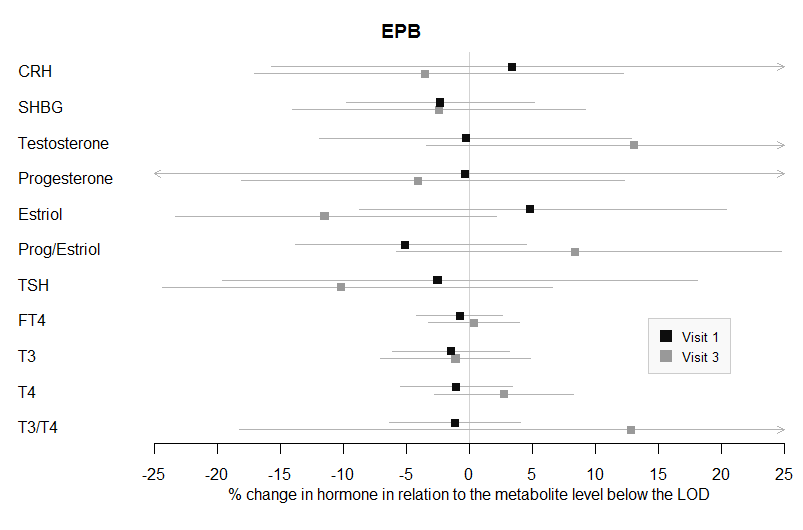 EPB
CRH
SHBG
Testosterone
Progesterone
Estriol
Prog/Estriol
TSH
FT4
T3
T4
T3/T4
Visit 1
Visit 3
-25 -20 -15 -10 -5 0 5 10 15 20 25
% change in hormone in relation to the metabolite level below the LOD